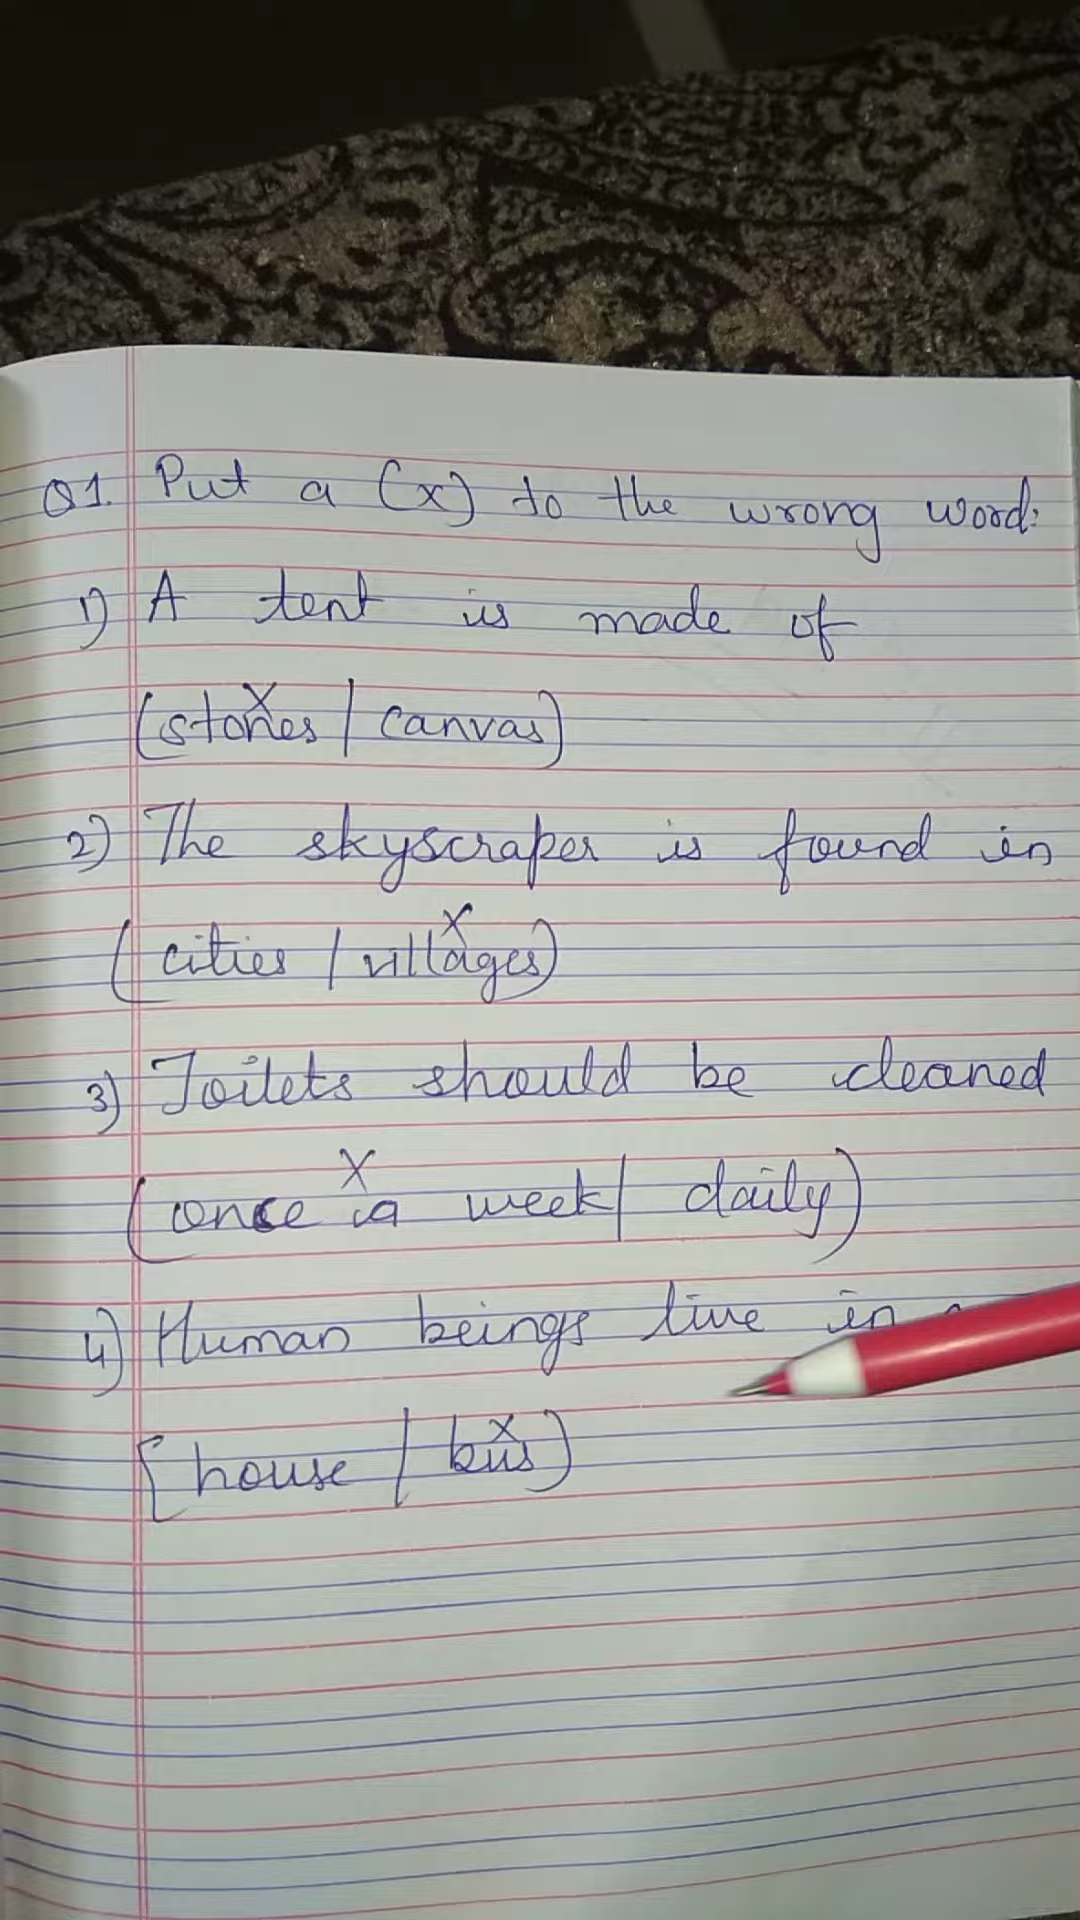 Q1. Put a (x) to the wrong word:
1) A tent is made of
x
(stones / canvas)
2) The skyscraper is found in
x
(cities / villages)
3) Toilets should be cleaned
x
(once a week / daily)
4) Human beings live in
x
(house / bus)